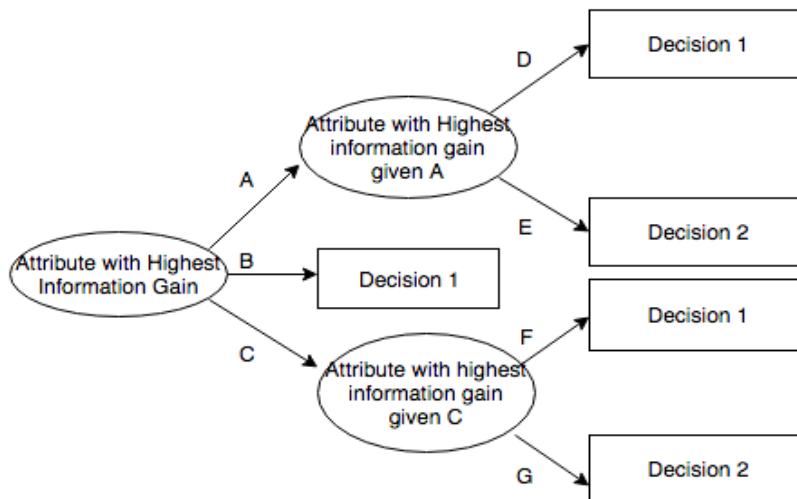 Decision 1
D
Attribute with Highest
information gain
given A
A
E
Decision 2
Attribute with Highest
Information Gain
B
Decision 1
Decision 1
F
C
Attribute with highest
information gain
given C
G
Decision 2